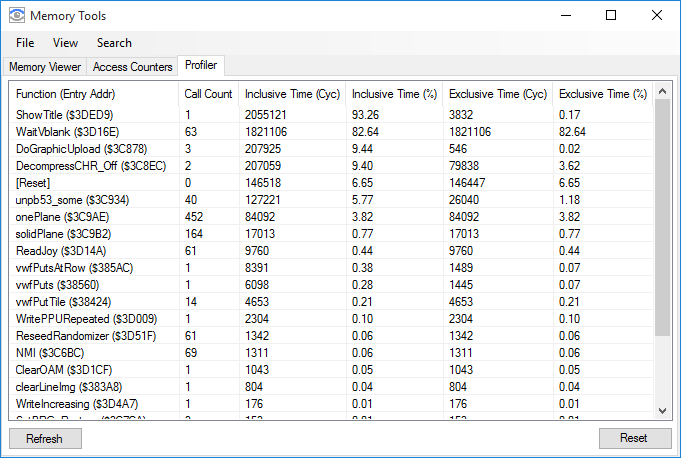 Memory Tools
File View Search
Memory Viewer Access Counters Profiler
Function (Entry Addr) Call Count Inclusive Time (Cyc) Inclusive Time (%) Exclusive Time (Cyc) Exclusive Time (%)
ShowTitle ($3DED9) 1 2055121 93.26 3832 0.17
WaitVblank ($3D16E) 63 1821106 82.64 1821106 82.64
DoGraphicUpload ($3C878) 3 207925 9.44 546 0.02
DecompressCHR_Off ($3C8EC) 2 207059 9.40 79838 3.62
[Reset] 0 146518 6.65 146447 6.65
unpb53_some ($3C934) 40 127221 5.77 26040 1.18
onePlane ($3C9AE) 452 84092 3.82 84092 3.82
solidPlane ($3C9B2) 164 17013 0.77 17013 0.77
ReadJoy ($3D14A) 61 9760 0.44 9760 0.44
vwfPutsAtRow ($385AC) 1 8391 0.38 1489 0.07
vwfPuts ($38560) 1 6098 0.28 1445 0.07
vwfPutTile ($38424) 14 4653 0.21 4653 0.21
WritePPURepeated ($3D009) 1 2304 0.10 2304 0.10
ReseedRandomizer ($3D51F) 61 1342 0.06 1342 0.06
NMI ($3C6BC) 69 1311 0.06 1311 0.06
ClearOAM ($3D1CF) 1 1043 0.05 1043 0.05
clearLineImg ($383A8) 1 804 0.04 804 0.04
WriteIncreasing ($3D4A7) 1 176 0.01 176 0.01
Refresh Reset